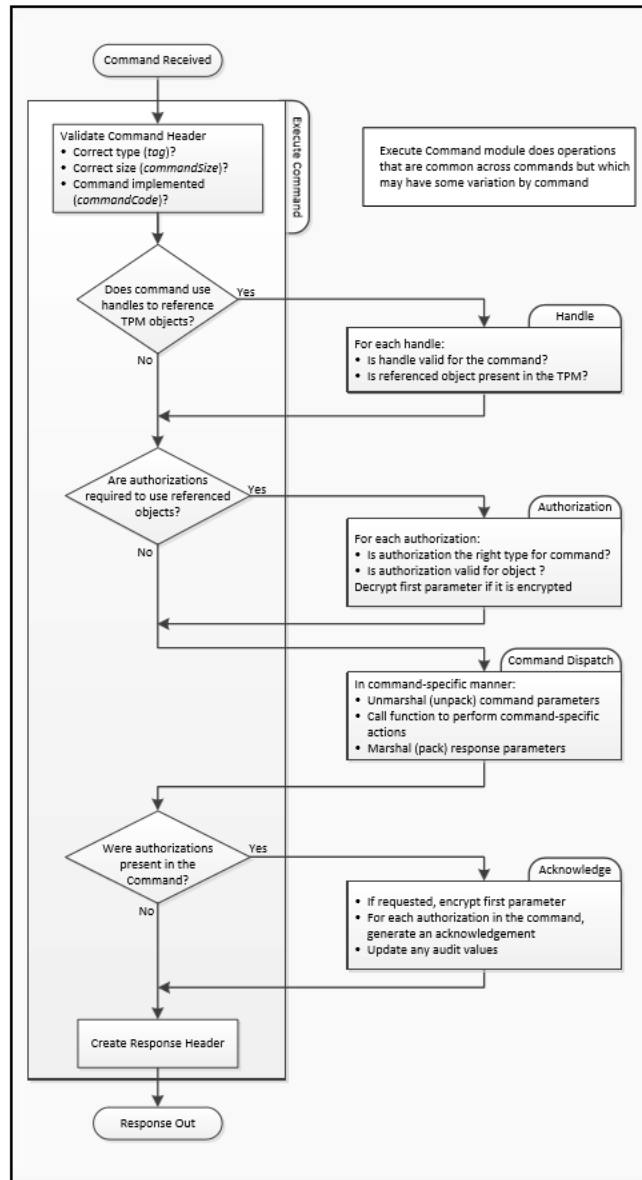 Command Received
Execute Command
Validate Command Header
• Correct type (tag)?
• Correct size (commandSize)?
• Command implemented
(commandCode)?
Execute Command module does operations
that are common across commands but which
may have some variation by command
Does command use
handles to reference
TPM objects?
Yes
No
Handle
For each handle:
• Is handle valid for the command?
• Is referenced object present in the TPM?
Are authorizations
required to use referenced
objects?
Yes
No
Authorization
For each authorization:
• Is authorization the right type for command?
• Is authorization valid for object ?
Decrypt first parameter if it is encrypted
Command Dispatch
In command-specific manner:
• Unmarshal (unpack) command parameters
• Call function to perform command-specific
actions
• Marshal (pack) response parameters
Were authorizations
present in the
Command?
Yes
No
Acknowledge
• If requested, encrypt first parameter
• For each authorization in the command,
generate an acknowledgement
• Update any audit values
Create Response Header
Response Out